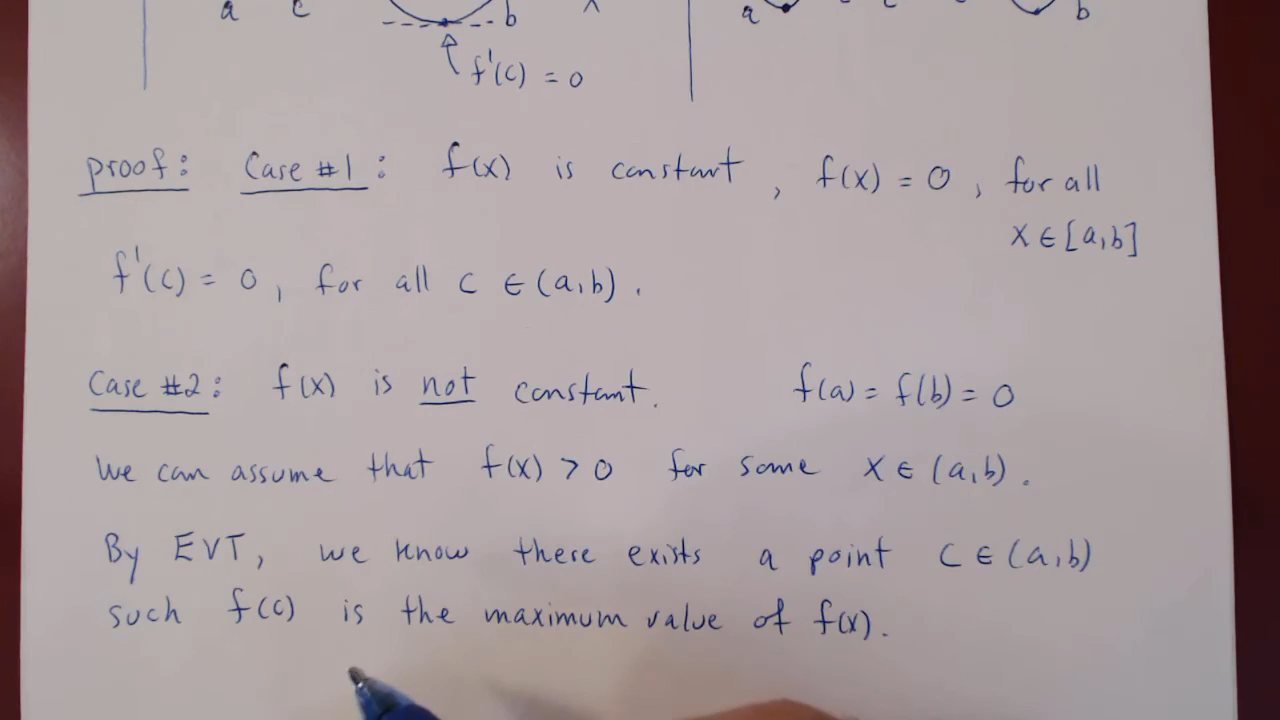 a c b x a c c b
f'(c) = 0
proof: Case #1: f(x) is constant, f(x) = 0, for all
x ∈ [a,b]
f'(c) = 0, for all c ∈ (a,b).
Case #2: f(x) is not constant. f(a) = f(b) = 0
We can assume that f(x) > 0 for some x ∈ (a,b).
By EVT, we know there exists a point c ∈ (a,b)
such f(c) is the maximum value of f(x).